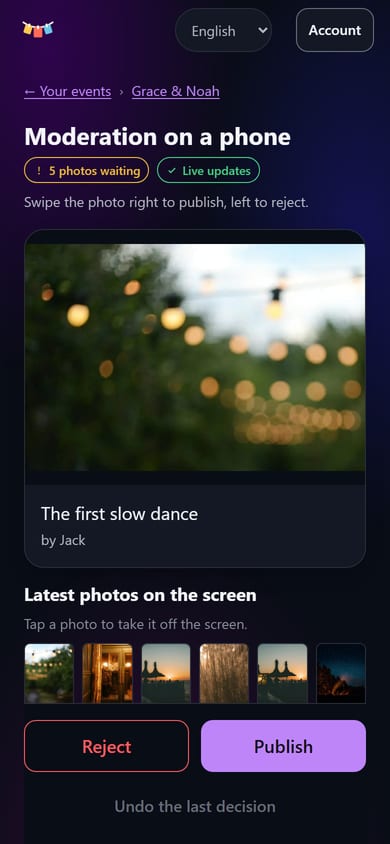 English
Account
← Your events › Grace & Noah
Moderation on a phone
! 5 photos waiting
✓ Live updates
Swipe the photo right to publish, left to reject.
The first slow dance
by Jack
Latest photos on the screen
Tap a photo to take it off the screen.
Reject
Publish
Undo the last decision